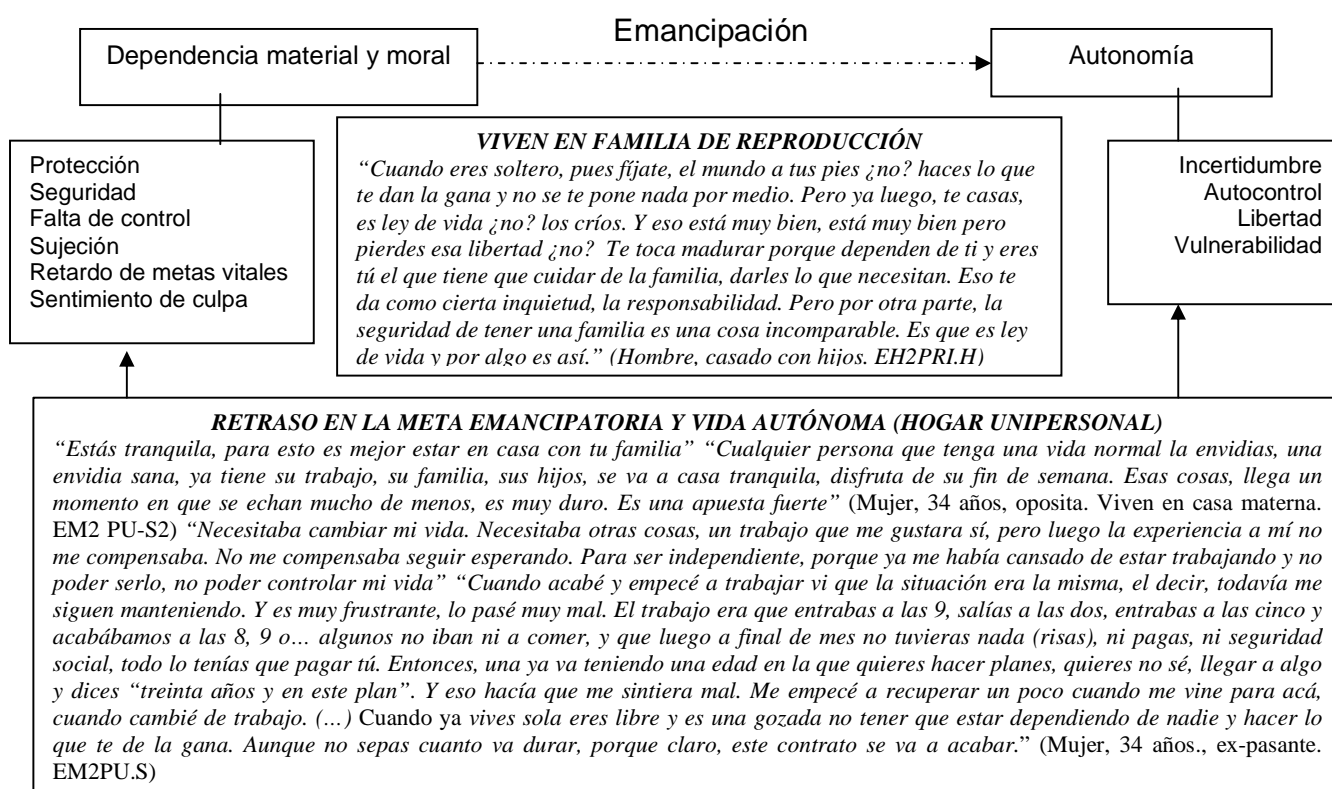 Emancipación
Dependencia material y moral
Autonomía
Protección
Seguridad
Falta de control
Sujeción
Retardo de metas vitales
Sentimiento de culpa
VIVEN EN FAMILIA DE REPRODUCCIÓN
“Cuando eres soltero, pues fíjate, el mundo a tus pies ¿no? haces lo que
te dan la gana y no se te pone nada por medio. Pero ya luego, te casas,
es ley de vida ¿no? los críos. Y eso está muy bien, está muy bien pero
pierdes esa libertad ¿no? Te toca madurar porque dependen de ti y eres
tú el que tiene que cuidar de la familia, darles lo que necesitan. Eso te
da como cierta inquietud, la responsabilidad. Pero por otra parte, la
seguridad de tener una familia es una cosa incomparable. Es que es ley
de vida y por algo es así.” (Hombre, casado con hijos. EH2PRI.H)
Incertidumbre
Autocontrol
Libertad
Vulnerabilidad
RETRASO EN LA META EMANCIPATORIA Y VIDA AUTÓNOMA (HOGAR UNIPERSONAL)
“Estás tranquila, para esto es mejor estar en casa con tu familia” “Cualquier persona que tenga una vida normal la envidias, una
envidia sana, ya tiene su trabajo, su familia, sus hijos, se va a casa tranquila, disfruta de su fin de semana. Esas cosas, llega un
momento en que se echan mucho de menos, es muy duro. Es una apuesta fuerte” (Mujer, 34 años, oposita. Viven en casa materna.
EM2 PU-S2) “Necesitaba cambiar mi vida. Necesitaba otras cosas, un trabajo que me gustara sí, pero luego la experiencia a mí no
me compensaba. No me compensaba seguir esperando. Para ser independiente, porque ya me había cansado de estar trabajando y no
poder serlo, no poder controlar mi vida” “Cuando acabé y empecé a trabajar vi que la situación era la misma, el decir, todavía me
siguen manteniendo. Y es muy frustrante, lo pasé muy mal. El trabajo era que entrabas a las 9, salías a las dos, entrabas a las cinco y
acabábamos a las 8, 9 o… algunos no iban ni a comer, y que luego a final de mes no tuvieras nada (risas), ni pagas, ni seguridad
social, todo lo tenías que pagar tú. Entonces, una ya va teniendo una edad en la que quieres hacer planes, quieres no sé, llegar a algo
y dices “treinta años y en este plan”. Y eso hacía que me sintiera mal. Me empecé a recuperar un poco cuando me vine para acá,
cuando cambié de trabajo. (…) Cuando ya vives sola eres libre y es una gozada no tener que estar dependiendo de nadie y hacer lo
que te de la gana. Aunque no sepas cuanto va durar, porque claro, este contrato se va a acabar.” (Mujer, 34 años., ex-pasante.
EM2PU.S)